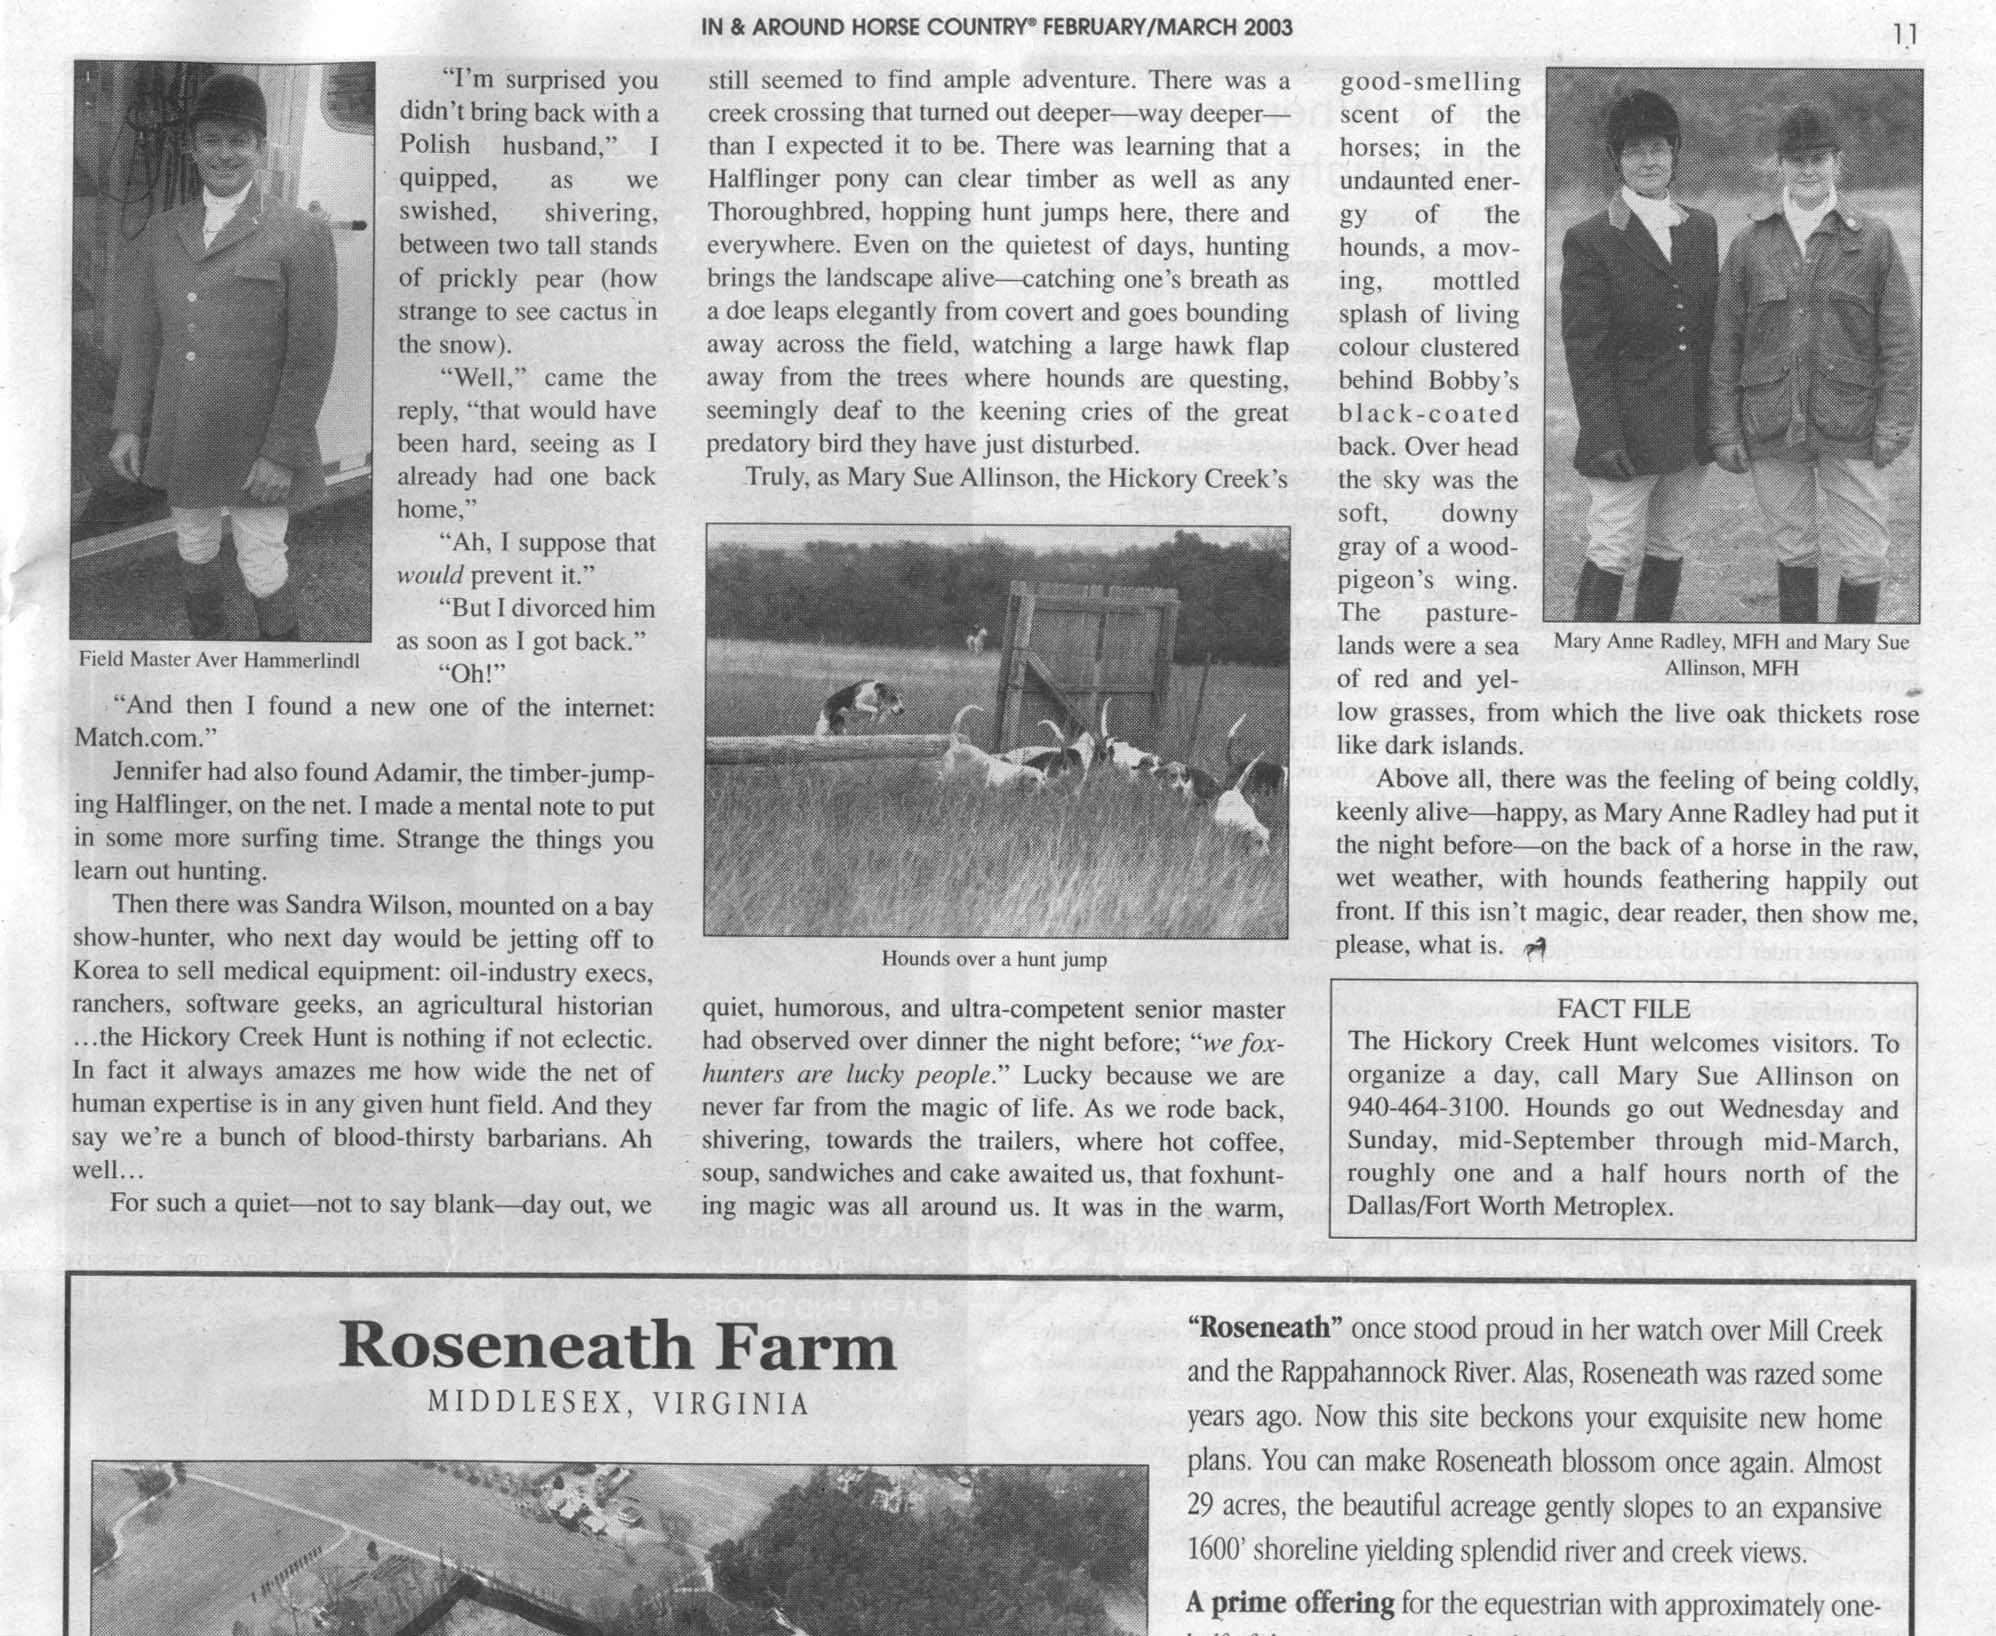 IN & AROUND HORSE COUNTRY® FEBRUARY/MARCH 2003
11
Field Master Aver Hammerlindl
“I'm surprised you
didn't bring back with a
Polish husband,” I
quipped, as we
swished, shivering,
between two tall stands
of prickly pear (how
strange to see cactus in
the snow).
“Well,” came the
reply, “that would have
been hard, seeing as I
already had one back
home,”
“Ah, I suppose that
would prevent it.”
“But I divorced him
as soon as I got back.”
“Oh!”
“And then I found a new one of the internet:
Match.com.”
Jennifer had also found Adamir, the timber-jump-
ing Halflinger, on the net. I made a mental note to put
in some more surfing time. Strange the things you
learn out hunting.
Then there was Sandra Wilson, mounted on a bay
show-hunter, who next day would be jetting off to
Korea to sell medical equipment: oil-industry execs,
ranchers, software geeks, an agricultural historian
…the Hickory Creek Hunt is nothing if not eclectic.
In fact it always amazes me how wide the net of
human expertise is in any given hunt field. And they
say we're a bunch of blood-thirsty barbarians. Ah
well…
For such a quiet—not to say blank—day out, we
still seemed to find ample adventure. There was a
creek crossing that turned out deeper—way deeper—
than I expected it to be. There was learning that a
Halflinger pony can clear timber as well as any
Thoroughbred, hopping hunt jumps here, there and
everywhere. Even on the quietest of days, hunting
brings the landscape alive—catching one's breath as
a doe leaps elegantly from covert and goes bounding
away across the field, watching a large hawk flap
away from the trees where hounds are questing,
seemingly deaf to the keening cries of the great
predatory bird they have just disturbed.
Truly, as Mary Sue Allinson, the Hickory Creek's
Hounds over a hunt jump
quiet, humorous, and ultra-competent senior master
had observed over dinner the night before; “we fox-
hunters are lucky people.” Lucky because we are
never far from the magic of life. As we rode back,
shivering, towards the trailers, where hot coffee,
soup, sandwiches and cake awaited us, that foxhunt-
ing magic was all around us. It was in the warm,
good-smelling
scent of the
horses; in the
undaunted ener-
gy of the
hounds, a mov-
ing, mottled
splash of living
colour clustered
behind Bobby's
black-coated
back. Over head
the sky was the
soft, downy
gray of a wood-
pigeon's wing.
The pasture-
lands were a sea
of red and yel-
low grasses, from which the live oak thickets rose
like dark islands.
Above all, there was the feeling of being coldly,
keenly alive—happy, as Mary Anne Radley had put it
the night before—on the back of a horse in the raw,
wet weather, with hounds feathering happily out
front. If this isn't magic, dear reader, then show me,
please, what is.
Mary Anne Radley, MFH and Mary Sue
Allinson, MFH
FACT FILE
The Hickory Creek Hunt welcomes visitors. To
organize a day, call Mary Sue Allinson on
940-464-3100. Hounds go out Wednesday and
Sunday, mid-September through mid-March,
roughly one and a half hours north of the
Dallas/Fort Worth Metroplex.
Roseneath Farm
MIDDLESEX, VIRGINIA
“Roseneath” once stood proud in her watch over Mill Creek
and the Rappahannock River. Alas, Roseneath was razed some
years ago. Now this site beckons your exquisite new home
plans. You can make Roseneath blossom once again. Almost
29 acres, the beautiful acreage gently slopes to an expansive
1600' shoreline yielding splendid river and creek views.
A prime offering for the equestrian with approximately one-